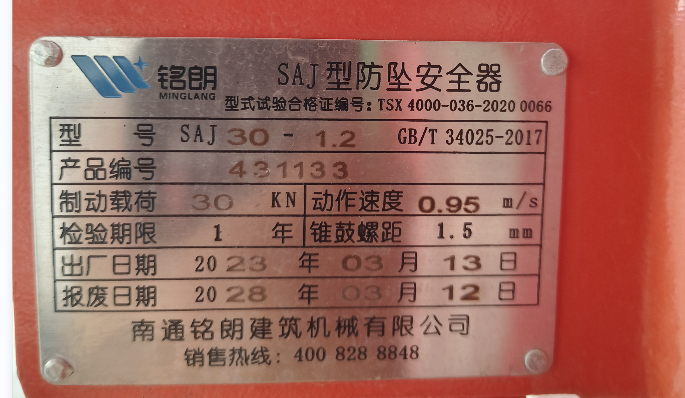 铭朗
MINGLANG
SAJ型防坠安全器
型式试验合格证编号：TSX 4000-036-2020 0066
型 号 SAJ 30 - 1.2 GB/T 34025-2017
产品编号 431133
制动载荷 30 KN 动作速度 0.95 m/s
检验期限 1 年 锥鼓螺距 1.5 mm
出厂日期 2023 年 03 月 13 日
报废日期 2028 年 03 月 12 日
南通铭朗建筑机械有限公司
销售热线：400 828 8848